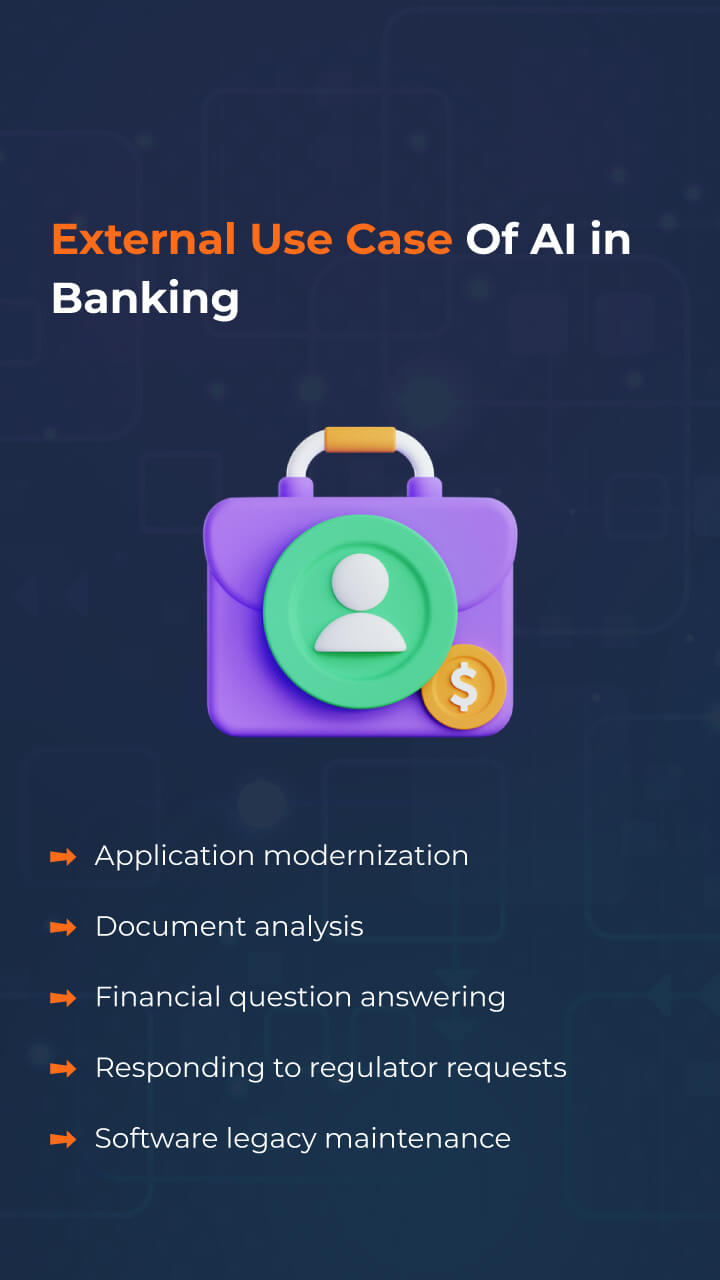 External Use Case Of AI in
Banking
$
Application modernization
Document analysis
Financial question answering
Responding to regulator requests
Software legacy maintenance